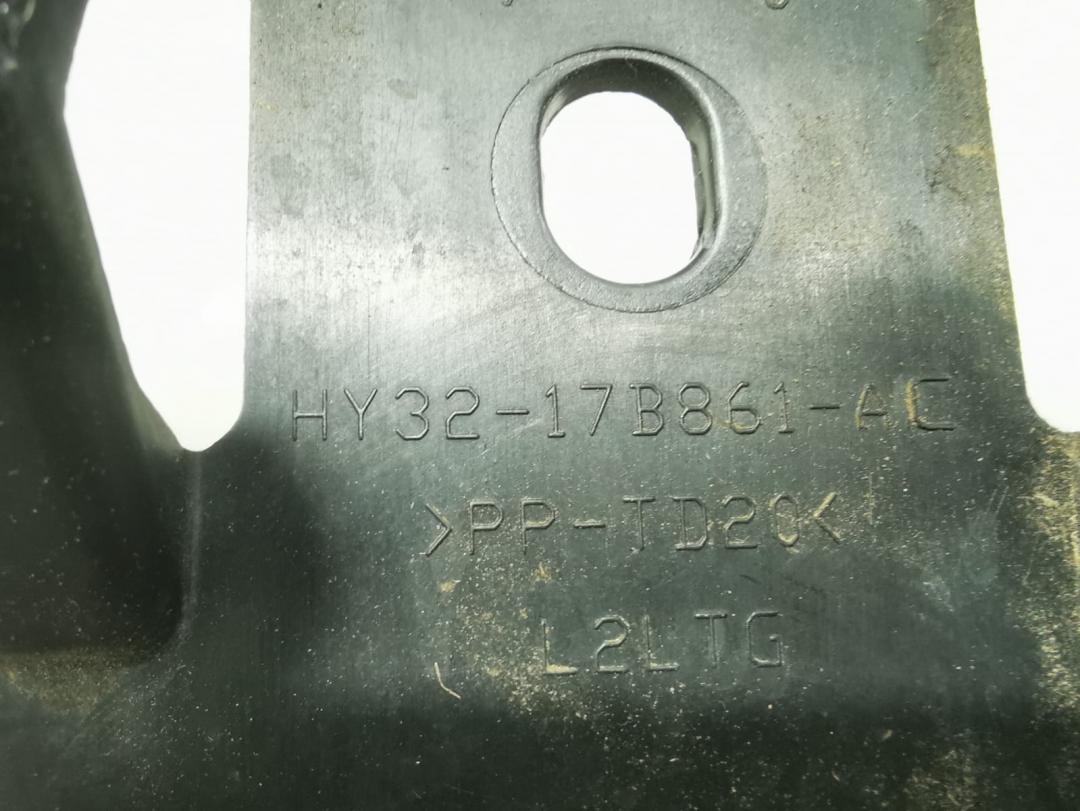 HY32-17B861-AC
>PP-TD20<
L2LTG